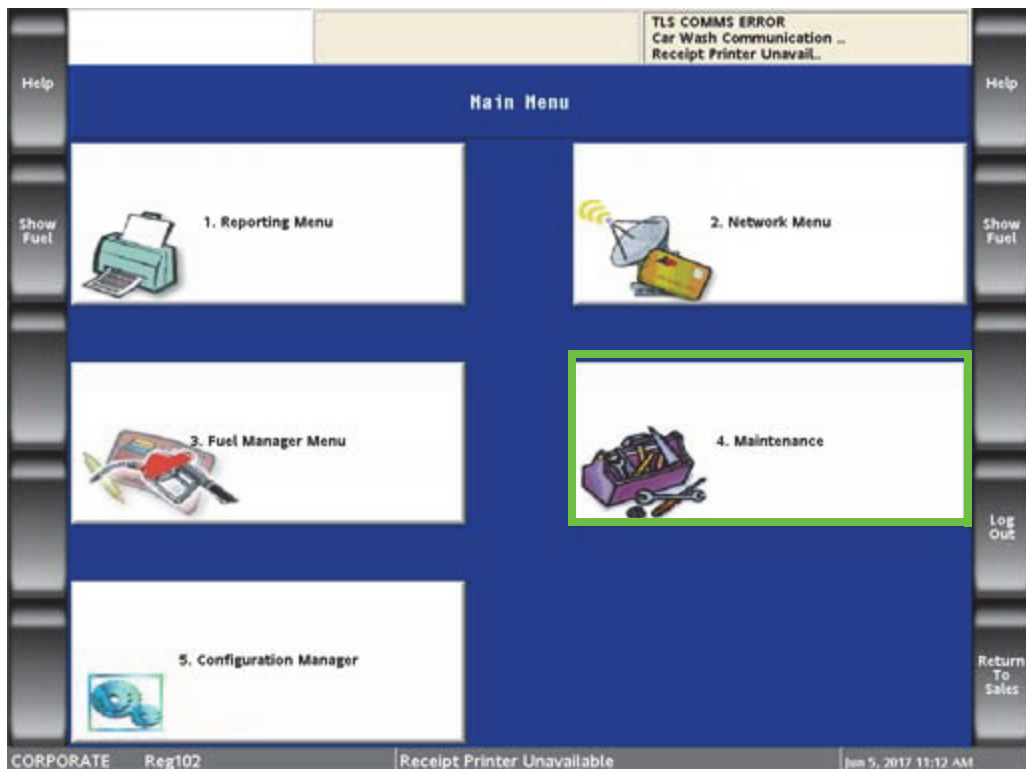 TLS COMMS ERROR
Car Wash Communication ..
Receipt Printer Unavail..
Help
Help
Main Menu
Show
Fuel
1. Reporting Menu
2. Network Menu
Show
Fuel
3. Fuel Manager Menu
4. Maintenance
Log
Out
5. Configuration Manager
Return
To
Sales
CORPORATE Reg102 Receipt Printer Unavailable Jun 5, 2017 11:12 AM